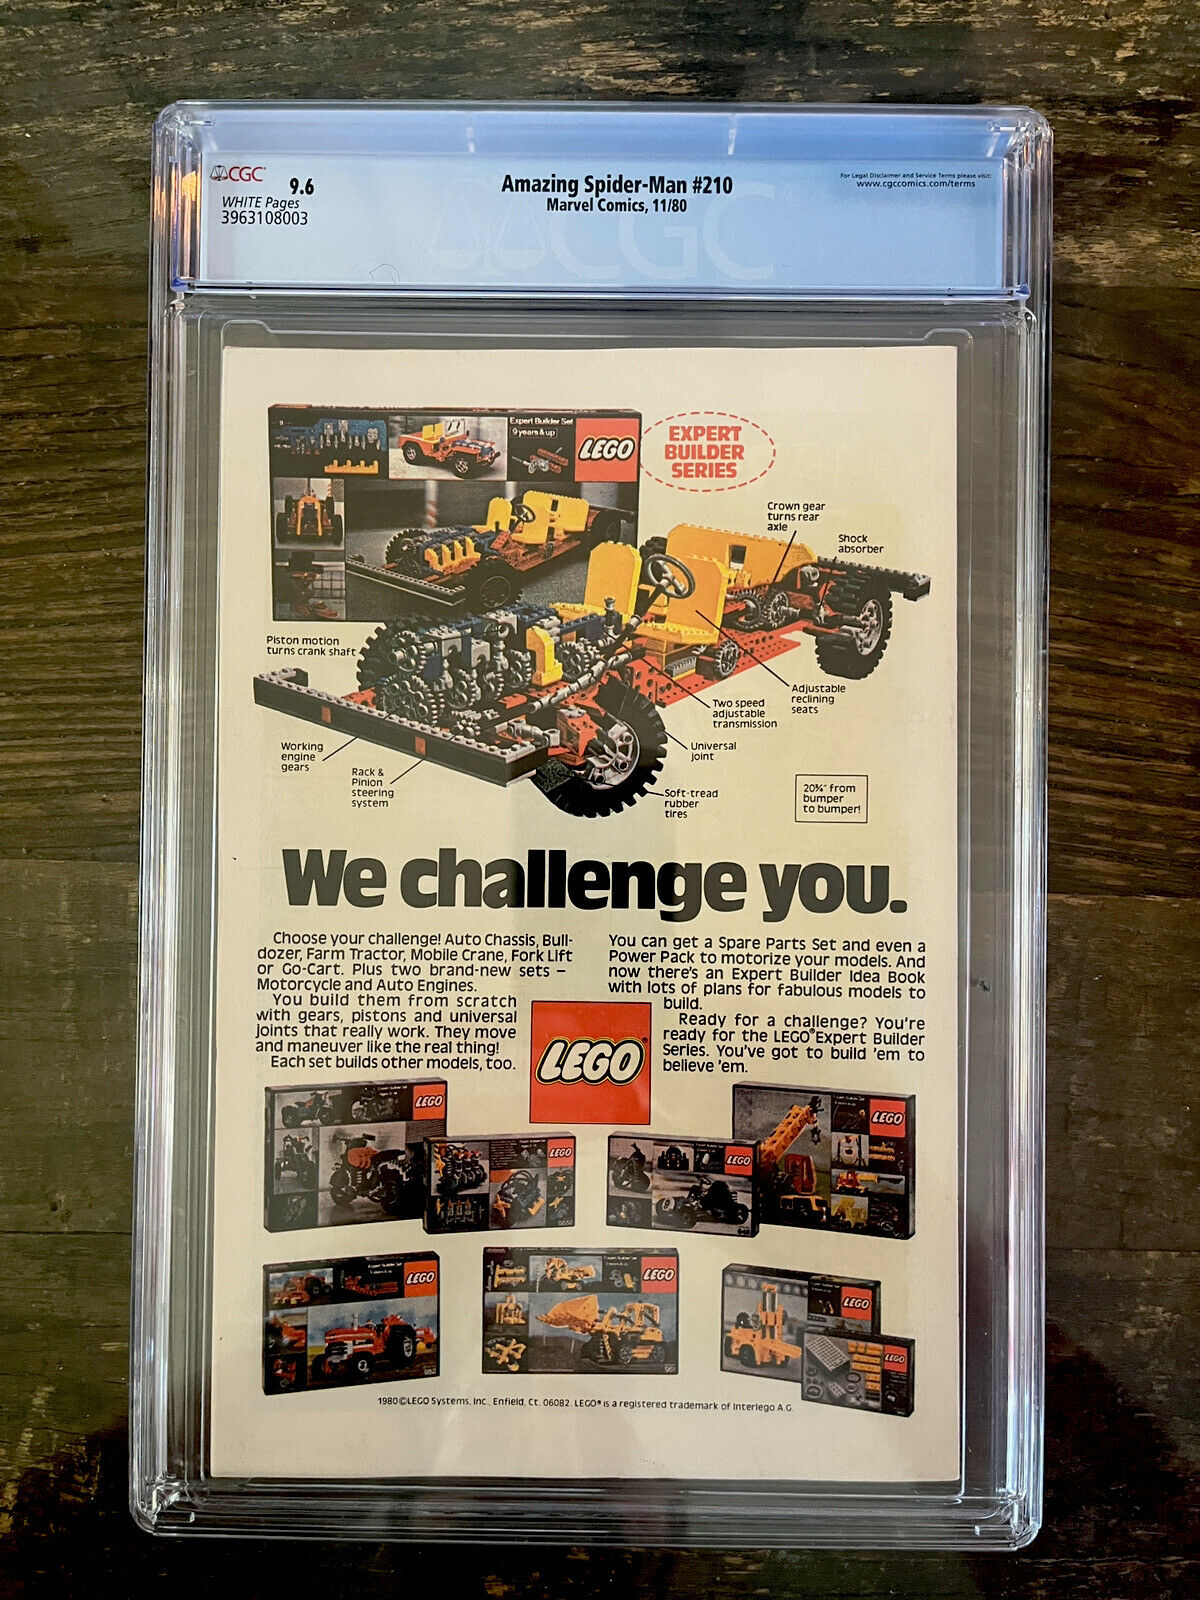 CGC
9.6
WHITE Pages
3963108003
Amazing Spider-Man #210
Marvel Comics, 11/80
For Legal Disclaimer and Service Terms please visit:
www.cgccomics.com/terms
CGC
Expert Builder Set
9 years & up
LEGO
EXPERT
BUILDER
SERIES
Crown gear
turns rear
axle
Shock
absorber
Piston motion
turns crank shaft
Adjustable
reclining
seats
Two speed
adjustable
transmission
Universal
joint
Working
engine
gears
Rack &
Pinion
steering
system
Soft-tread
rubber
tires
20¾" from
bumper
to bumper!
We challenge you.
Choose your challenge! Auto Chassis, Bull-
dozer, Farm Tractor, Mobile Crane, Fork Lift
or Go-Cart. Plus two brand-new sets —
Motorcycle and Auto Engines.
You build them from scratch
with gears, pistons and universal
joints that really work. They move
and maneuver like the real thing!
Each set builds other models, too.
You can get a Spare Parts Set and even a
Power Pack to motorize your models. And
now there's an Expert Builder Idea Book
with lots of plans for fabulous models to
build.
Ready for a challenge? You're
ready for the LEGO® Expert Builder
Series. You've got to build 'em to
believe 'em.
LEGO®
LEGO
LEGO
LEGO
LEGO
LEGO
LEGO
LEGO
LEGO
1980 © LEGO Systems, Inc., Enfield, Ct. 06082. LEGO® is a registered trademark of Interlego A.G.